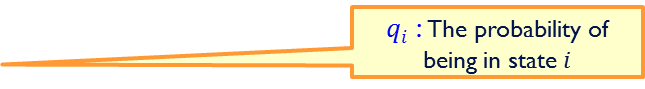 qᵢ : The probability of
being in state i